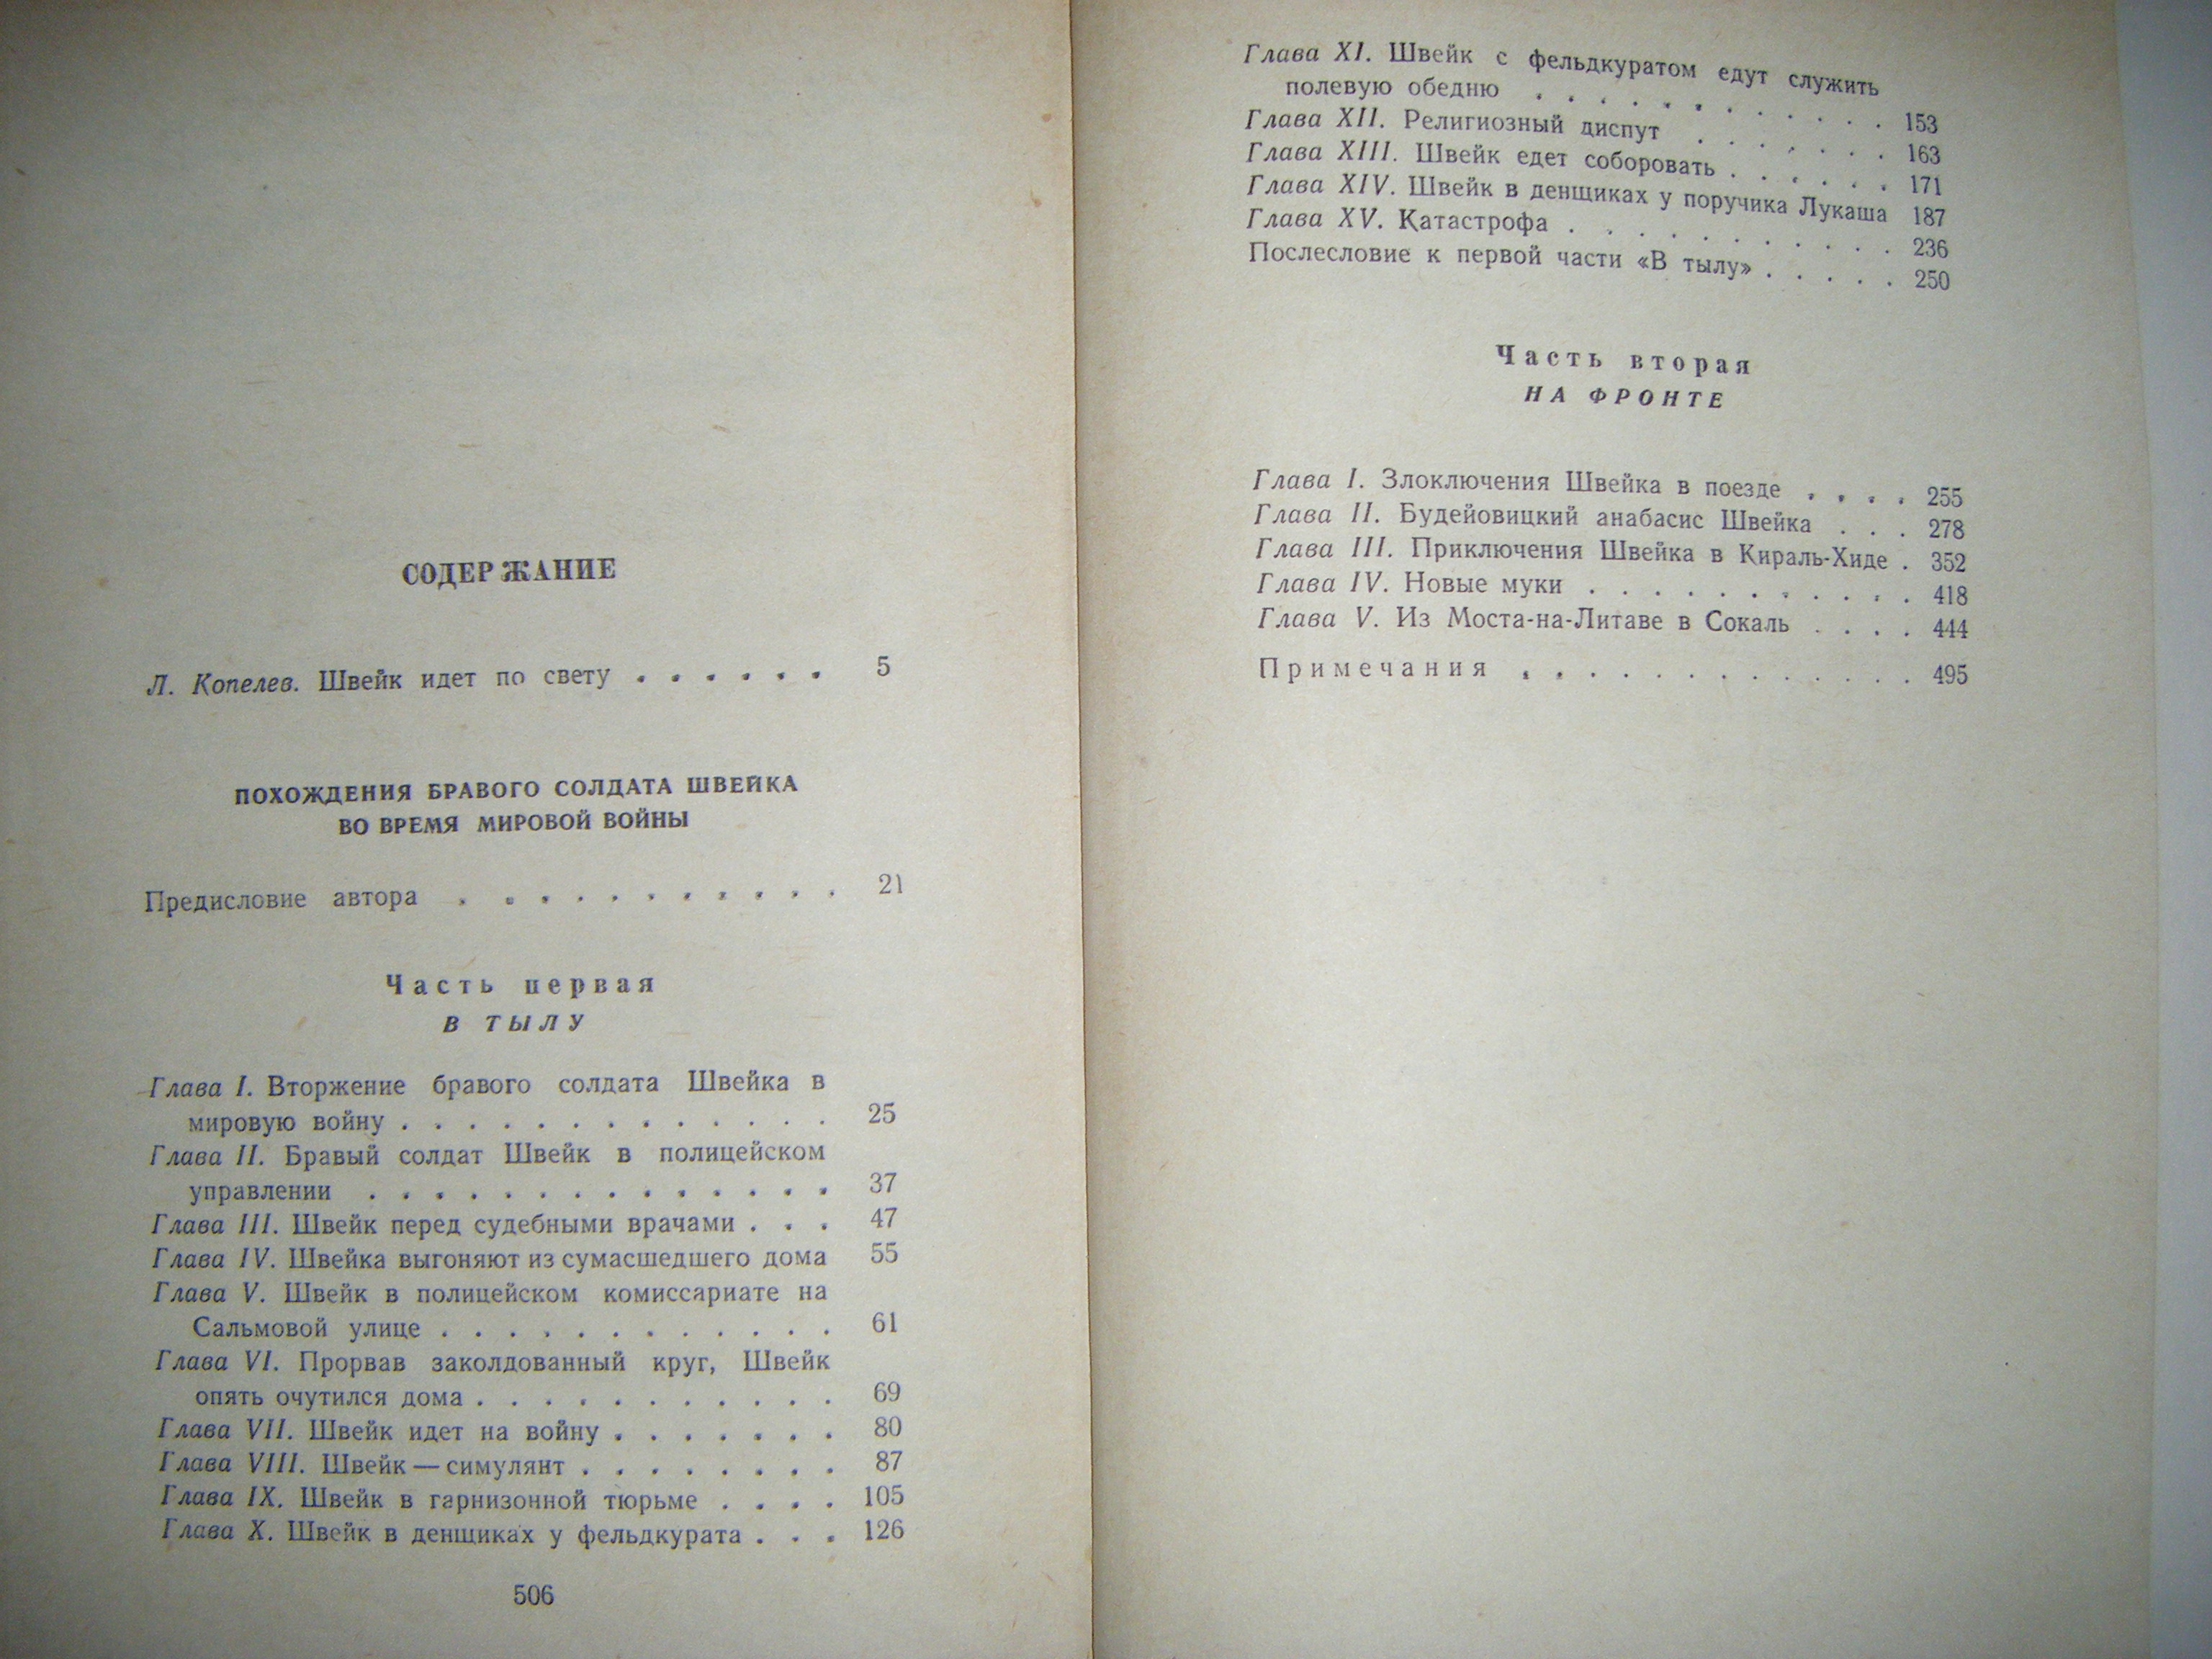 СОДЕРЖАНИЕ
Л. Копелев. Швейк идет по свету . . . . . . 5
ПОХОЖДЕНИЯ БРАВОГО СОЛДАТА ШВЕЙКА
ВО ВРЕМЯ МИРОВОЙ ВОЙНЫ
Предисловие автора . . . . . . . . . . . 21
Часть первая
В ТЫЛУ
Глава I. Вторжение бравого солдата Швейка в
мировую войну . . . . . . . . . . . . . 25
Глава II. Бравый солдат Швейк в полицейском
управлении . . . . . . . . . . . . . . 37
Глава III. Швейк перед судебными врачами . . . 47
Глава IV. Швейка выгоняют из сумасшедшего дома 55
Глава V. Швейк в полицейском комиссариате на
Сальмовой улице . . . . . . . . . . . . 61
Глава VI. Прорвав заколдованный круг, Швейк
опять очутился дома . . . . . . . . . . . 69
Глава VII. Швейк идет на войну . . . . . . . 80
Глава VIII. Швейк — симулянт . . . . . . . . 87
Глава IX. Швейк в гарнизонной тюрьме . . . . 105
Глава X. Швейк в денщиках у фельдкурата . . . 126
506
Глава XI. Швейк с фельдкуратом едут служить
полевую обедню . . . . . . . . . . . 153
Глава XII. Религиозный диспут . . . . . . . 163
Глава XIII. Швейк едет соборовать . . . . . . 171
Глава XIV. Швейк в денщиках у поручика Лукаша 187
Глава XV. Катастрофа . . . . . . . . . . . 236
Послесловие к первой части «В тылу» . . . . . 250
Часть вторая
НА ФРОНТЕ
Глава I. Злоключения Швейка в поезде . . . . 255
Глава II. Будейовицкий анабасис Швейка . . . 278
Глава III. Приключения Швейка в Кираль-Хиде . 352
Глава IV. Новые муки . . . . . . . . . . 418
Глава V. Из Моста-на-Литаве в Сокаль . . . . 444
Примечания . . . . . . . . . . . . 495